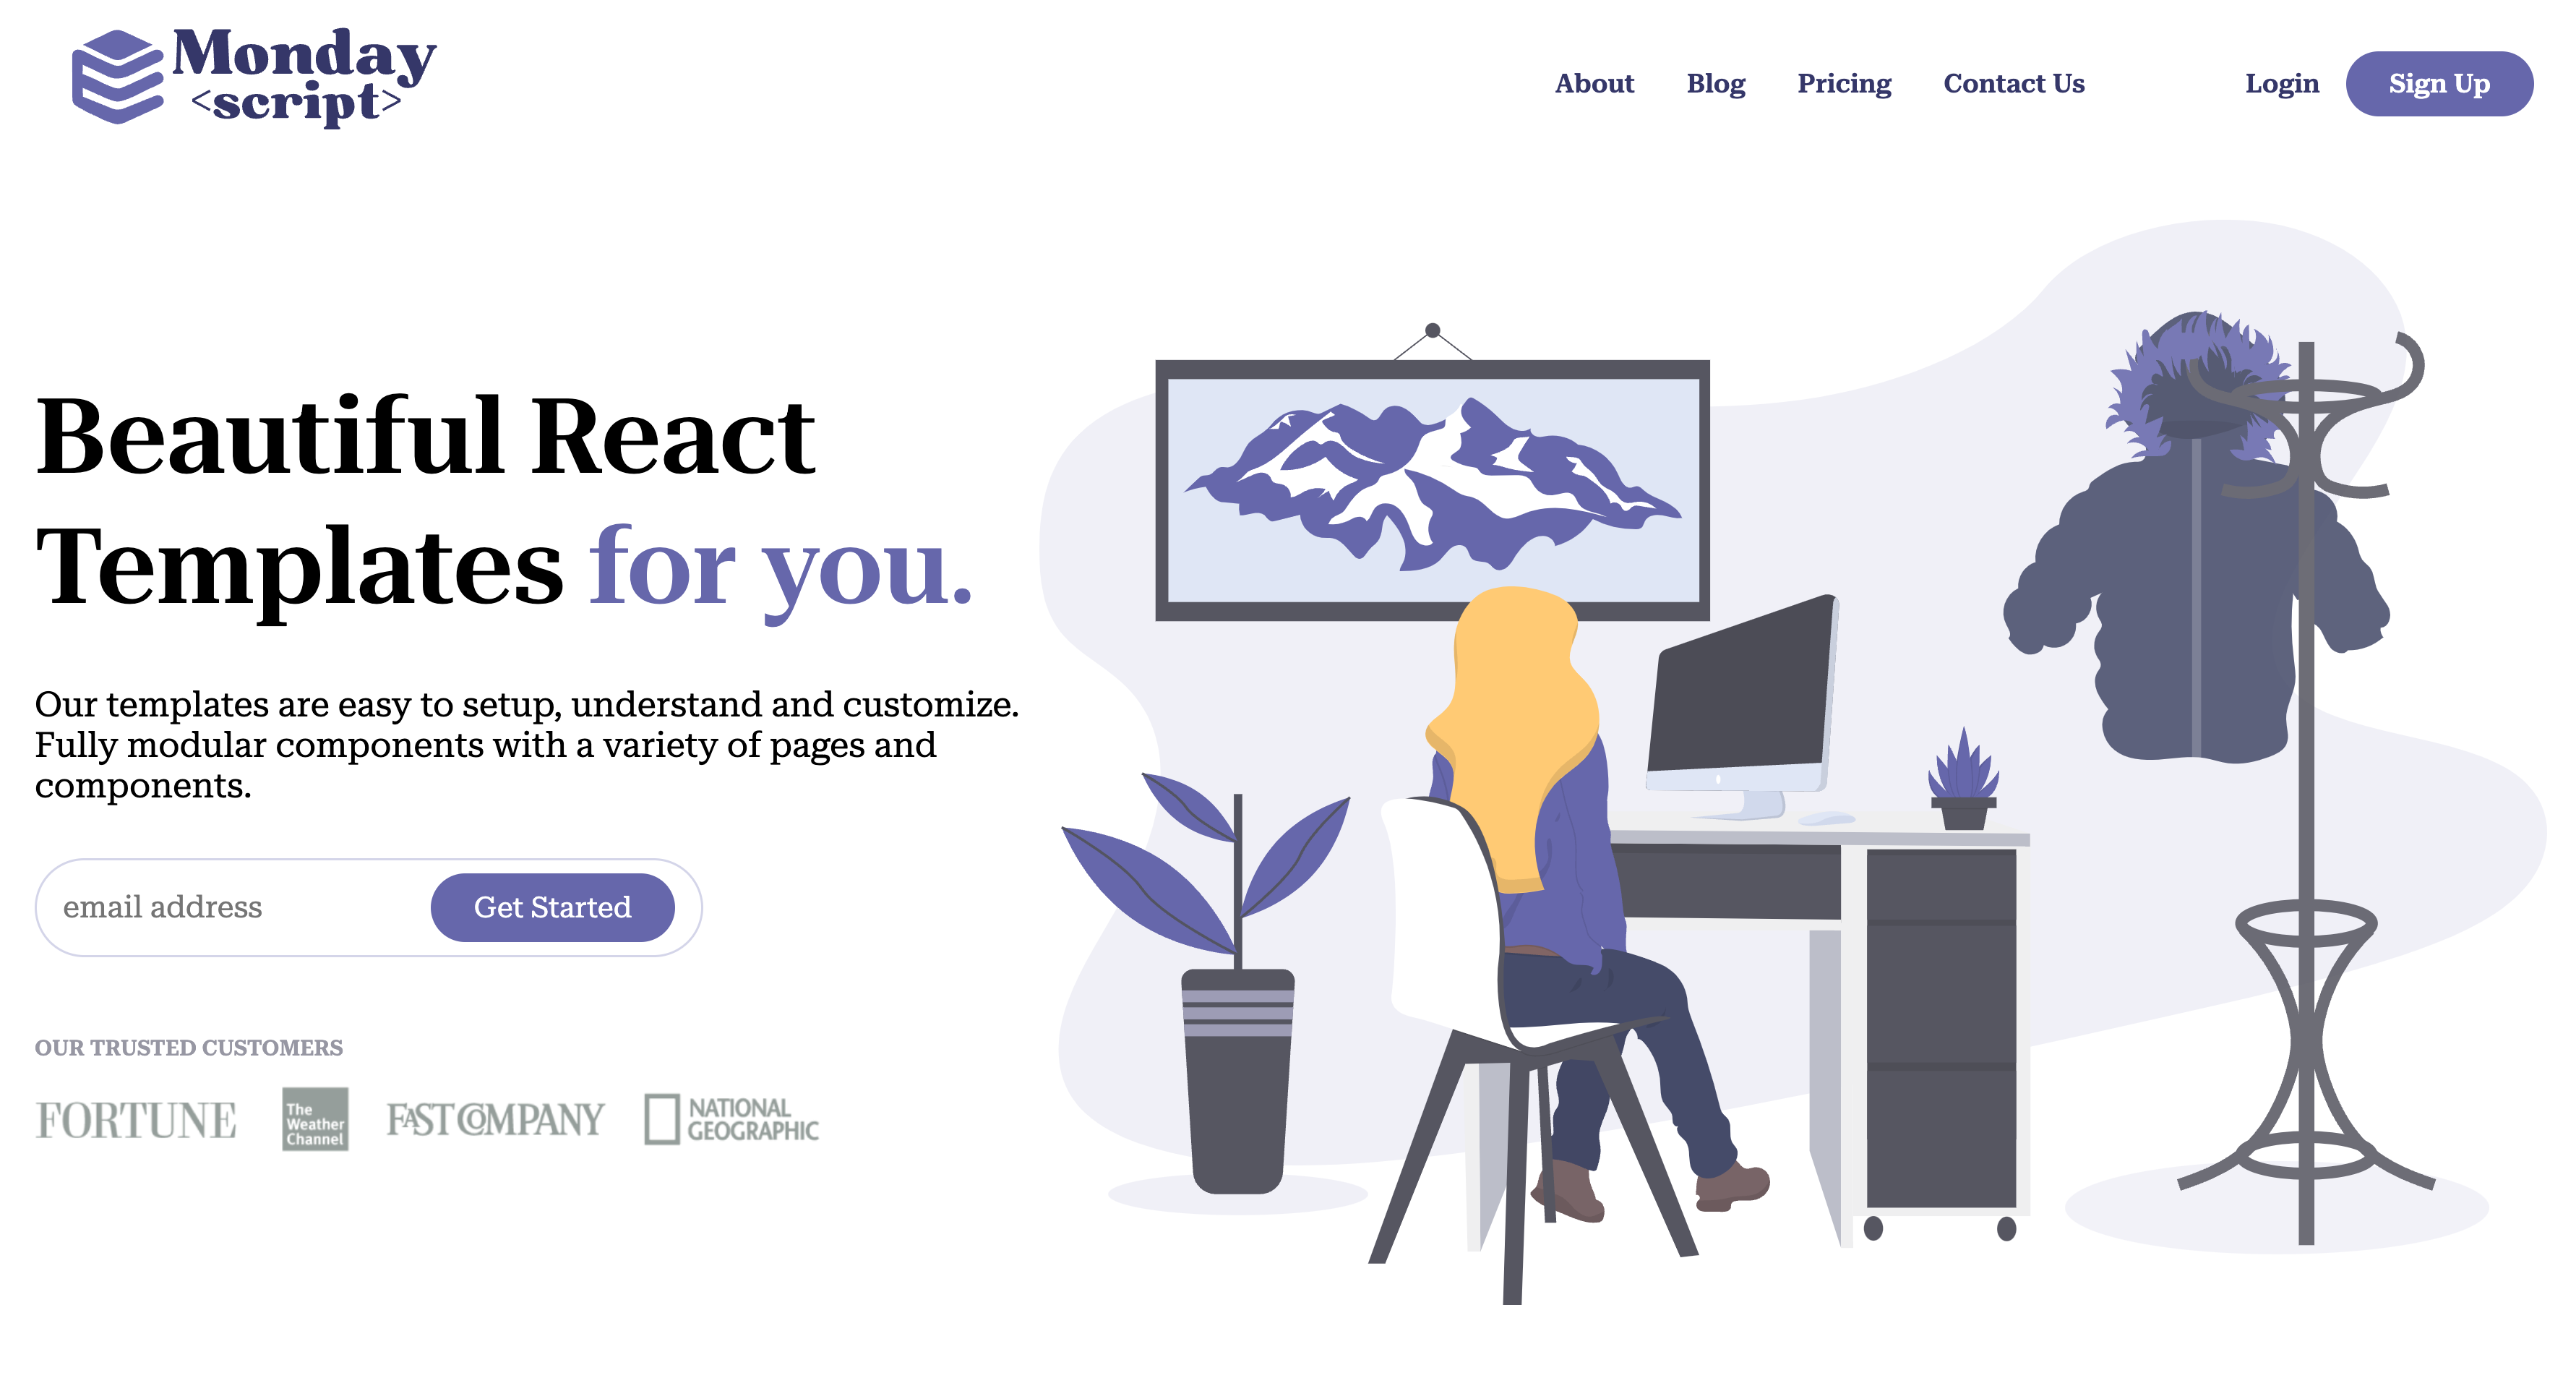 Monday
<script>
About Blog Pricing Contact Us Login Sign Up
Beautiful React
Templates for you.
Our templates are easy to setup, understand and customize.
Fully modular components with a variety of pages and
components.
email address Get Started
OUR TRUSTED CUSTOMERS
FORTUNE
The
Weather
Channel
FAST COMPANY
NATIONAL
GEOGRAPHIC